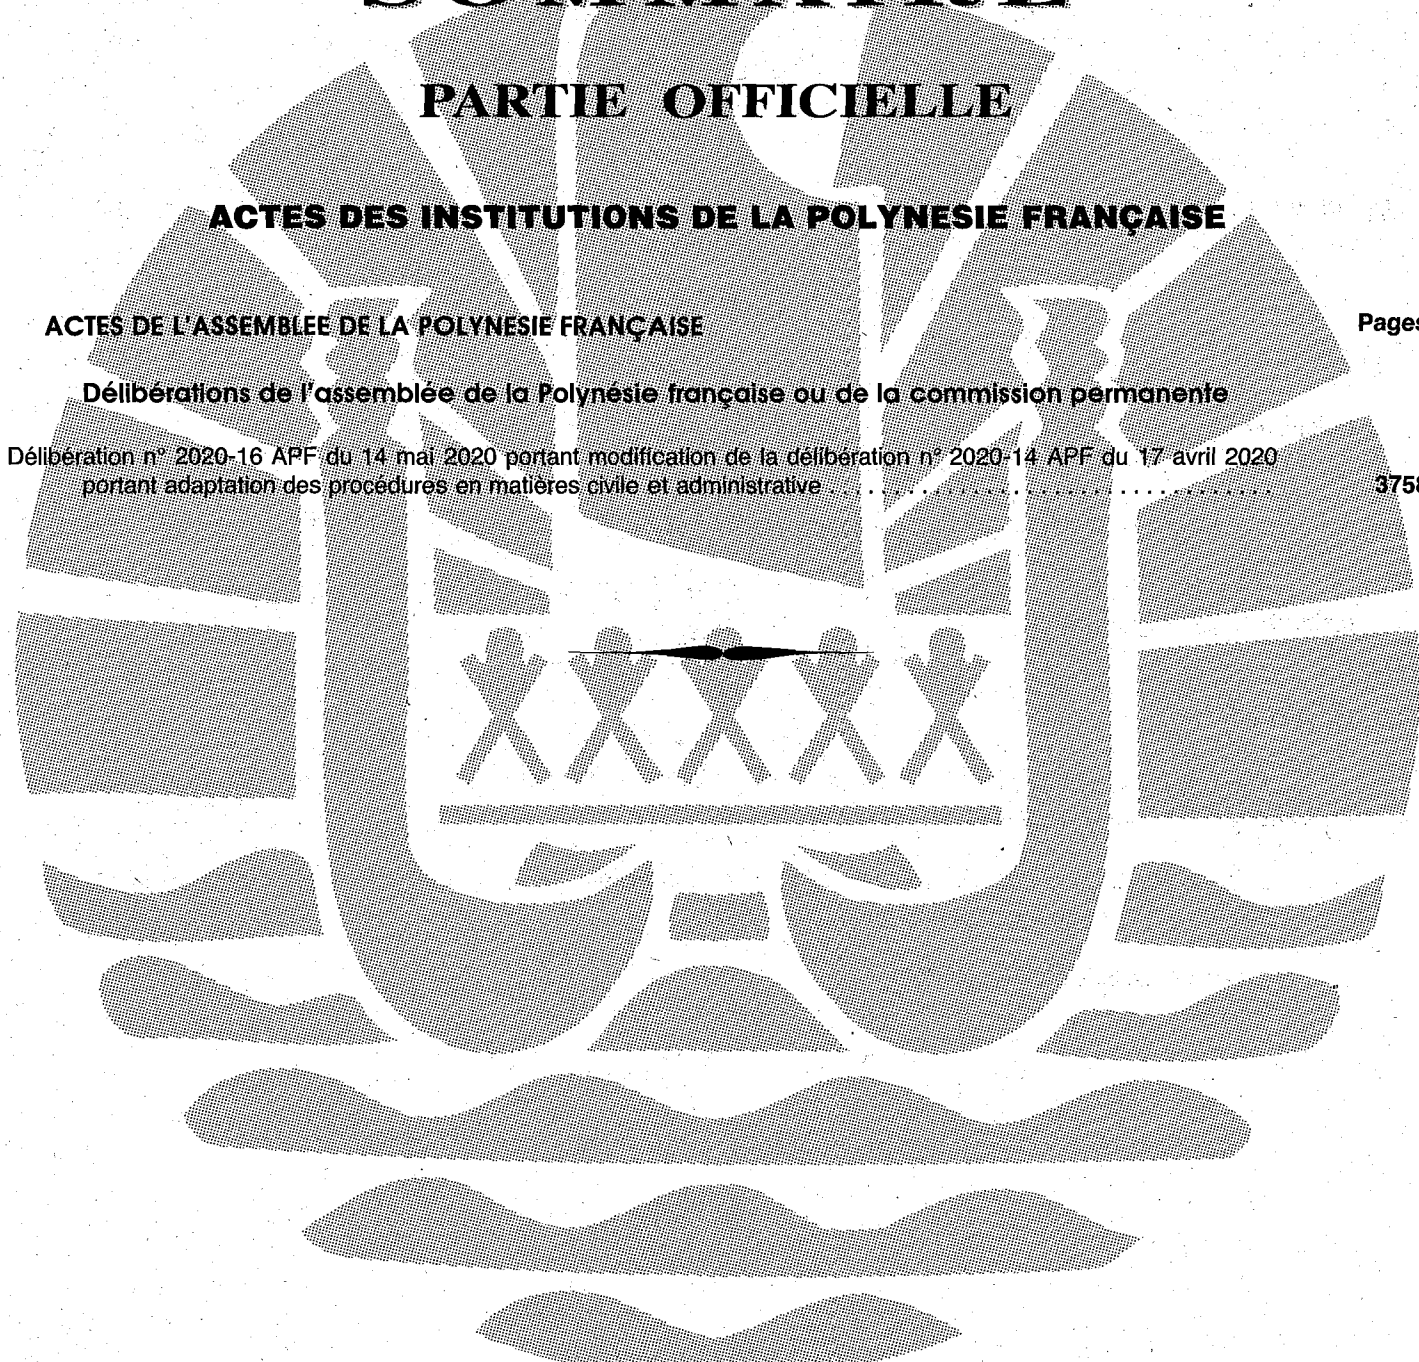 SOMMAIRE
PARTIE OFFICIELLE
ACTES DES INSTITUTIONS DE LA POLYNESIE FRANÇAISE
ACTES DE L'ASSEMBLEE DE LA POLYNESIE FRANÇAISE Pages
Délibérations de l'assemblée de la Polynésie française ou de la commission permanente
Délibération n° 2020-16 APF du 14 mai 2020 portant modification de la délibération n° 2020-14 APF du 17 avril 2020
portant adaptation des procédures en matières civile et administrative .................................. 3758